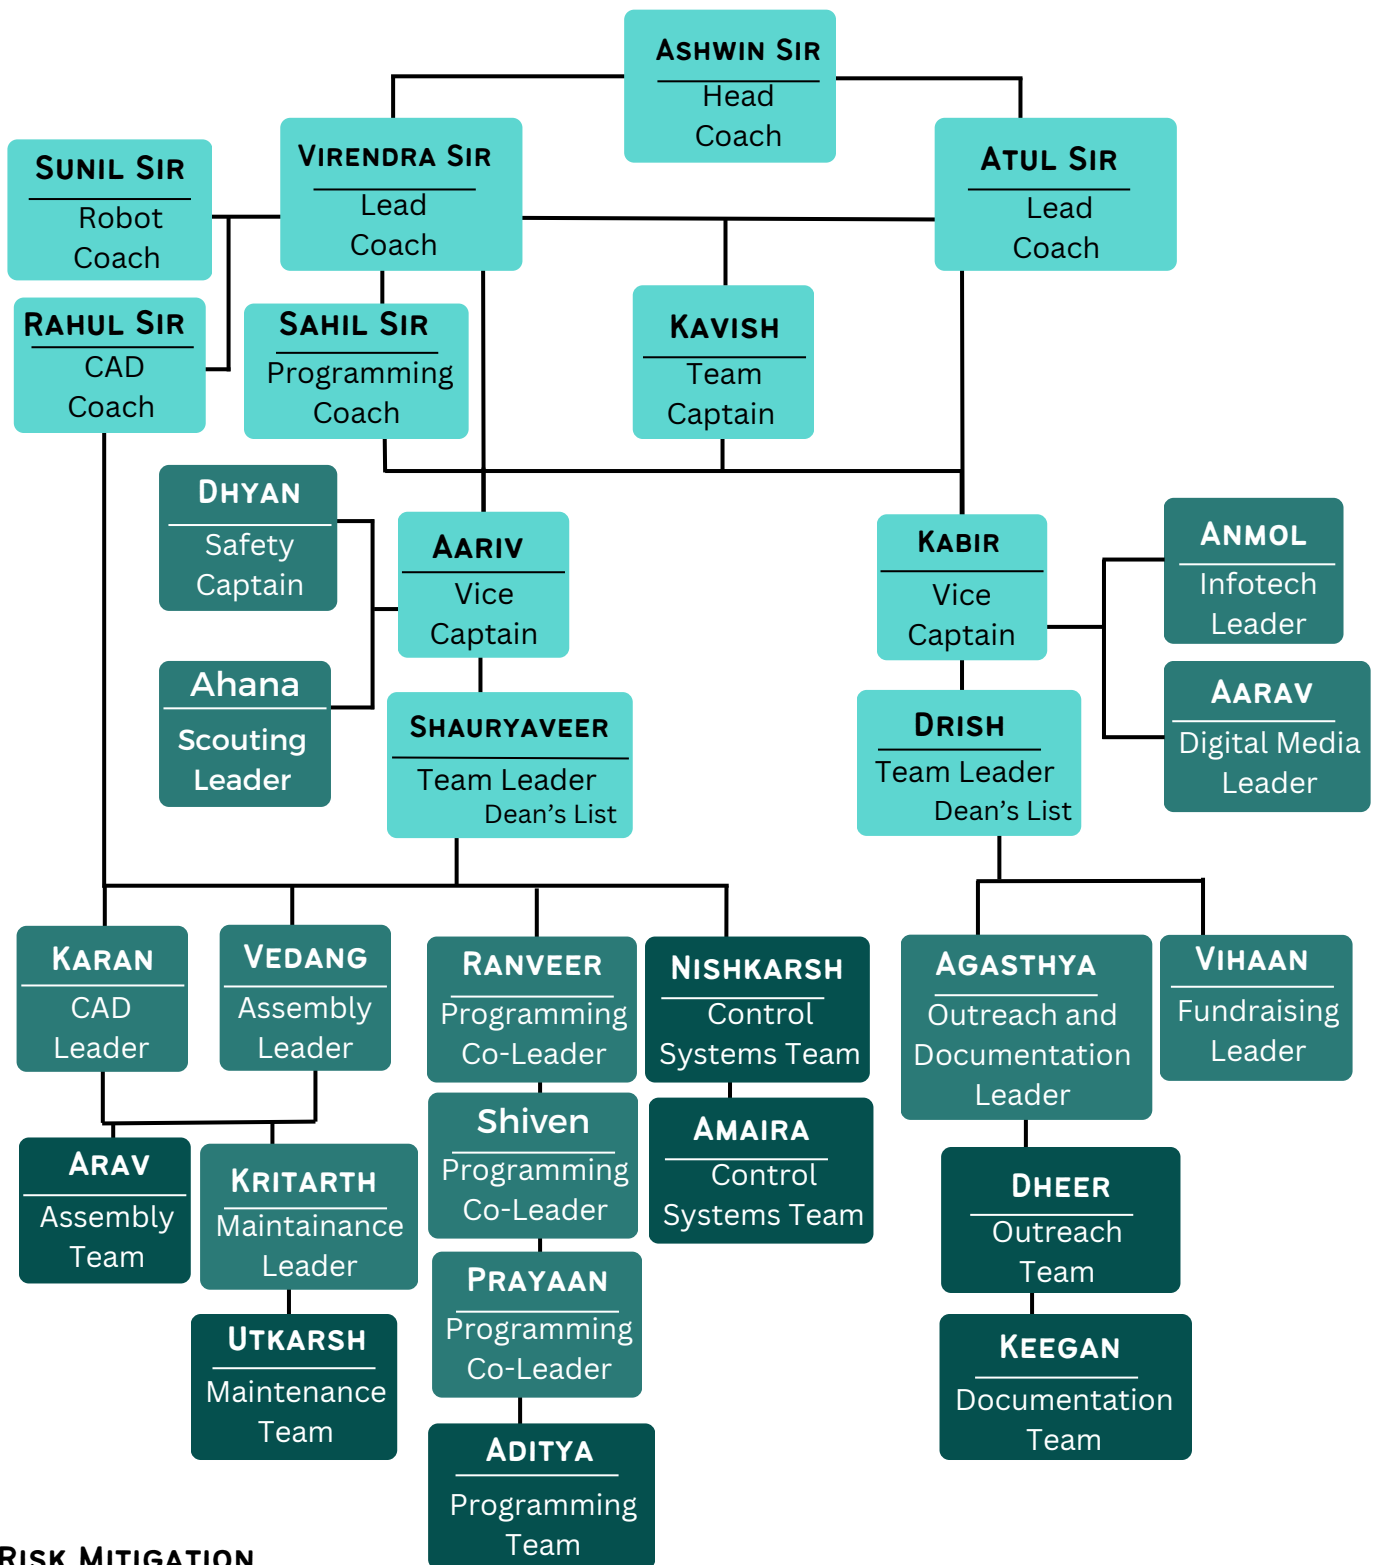 ASHWIN SIR
Head
Coach
SUNIL SIR
Robot
Coach
VIRENDRA SIR
Lead
Coach
ATUL SIR
Lead
Coach
RAHUL SIR
CAD
Coach
SAHIL SIR
Programming
Coach
KAVISH
Team
Captain
DHYAN
Safety
Captain
AARIV
Vice
Captain
KABIR
Vice
Captain
ANMOL
Infotech
Leader
Ahana
Scouting
Leader
SHAURYAVEER
Team Leader
Dean's List
DRISH
Team Leader
Dean's List
AARAV
Digital Media
Leader
KARAN
CAD
Leader
VEDANG
Assembly
Leader
RANVEER
Programming
Co-Leader
NISHKARSH
Control
Systems Team
AGASTHYA
Outreach and
Documentation
Leader
VIHAAN
Fundraising
Leader
ARAV
Assembly
Team
KRITARTH
Maintainance
Leader
Shiven
Programming
Co-Leader
AMAIRA
Control
Systems Team
DHEER
Outreach
Team
UTKARSH
Maintenance
Team
PRAYAAN
Programming
Co-Leader
KEEGAN
Documentation
Team
ADITYA
Programming
Team
RISK MITIGATION